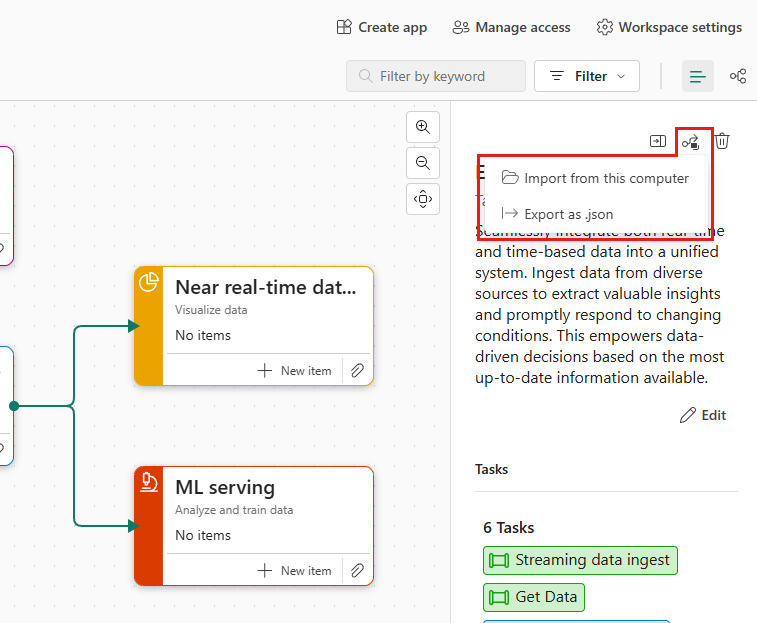 Create app
Manage access
Workspace settings
Filter by keyword
Filter
Import from this computer
Export as .json
Seamlessly integrate both real-time
and time-based data into a unified
system. Ingest data from diverse
sources to extract valuable insights
and promptly respond to changing
conditions. This empowers data-
driven decisions based on the most
up-to-date information available.
Edit
Near real-time dat...
Visualize data
No items
New item
ML serving
Analyze and train data
No items
New item
Tasks
6 Tasks
Streaming data ingest
Get Data